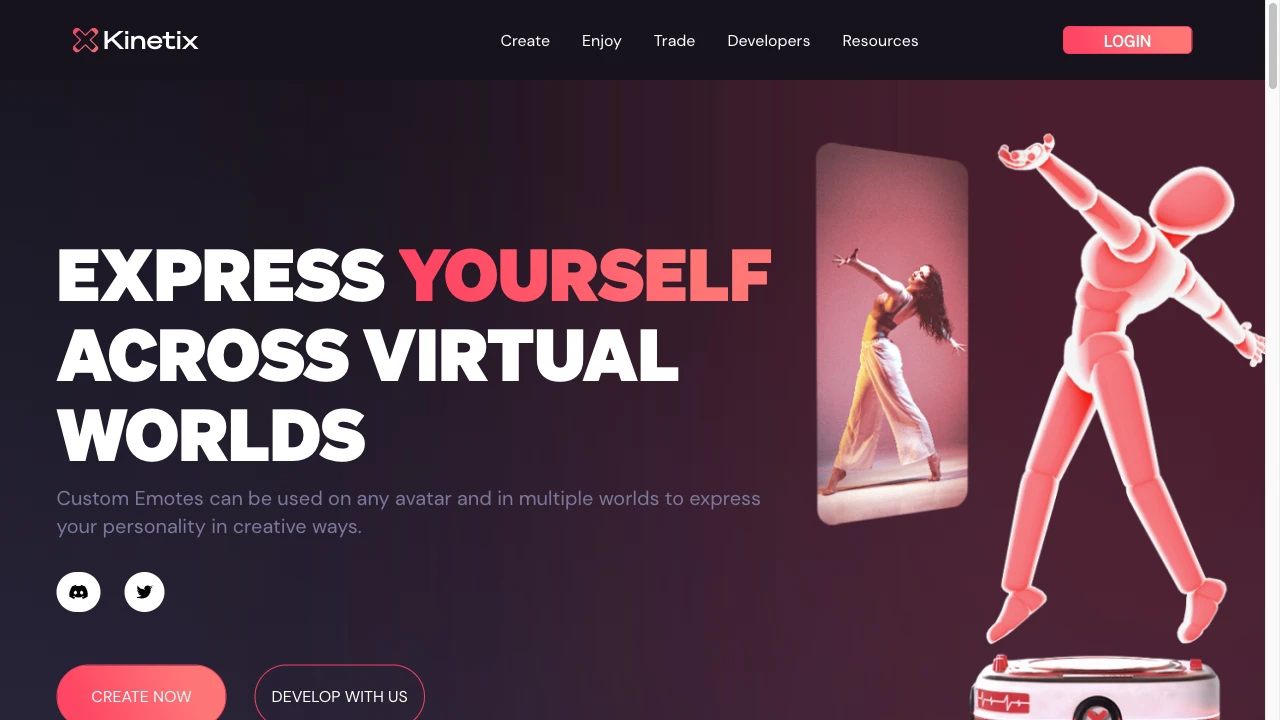 Kinetix
Create
Enjoy
Trade
Developers
Resources
LOGIN
EXPRESS YOURSELF
ACROSS VIRTUAL
WORLDS
Custom Emotes can be used on any avatar and in multiple worlds to express
your personality in creative ways.
CREATE NOW
DEVELOP WITH US